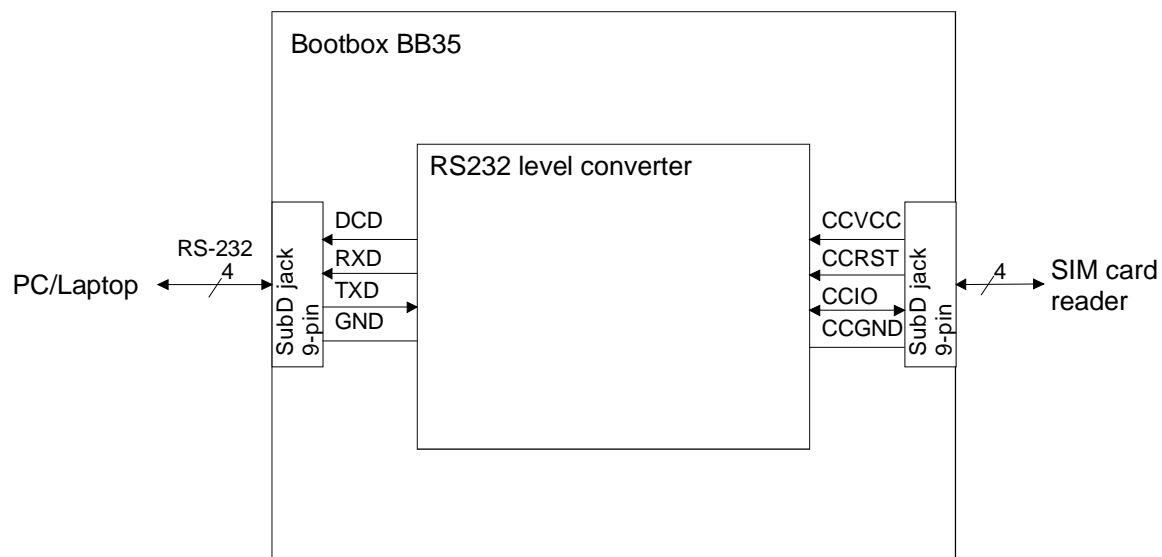 Bootbox BB35
RS232 level converter
DCD
RXD
TXD
GND
CCVCC
CCRST
CCIO
CCGND
SubD jack
9-pin
SubD jack
9-pin
RS-232
4
PC/Laptop
4
SIM card
reader